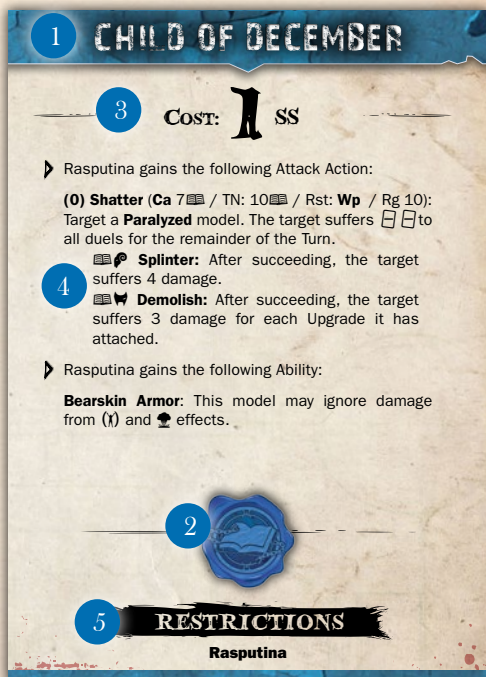 1 CHILD OF DECEMBER
3 COST: 1 SS
Rasputina gains the following Attack Action:
(0) Shatter (Ca 7 / TN: 10 / Rst: Wp / Rg 10):
Target a Paralyzed model. The target suffers to
all duels for the remainder of the Turn.
Splinter: After succeeding, the target
4 suffers 4 damage.
Demolish: After succeeding, the target
suffers 3 damage for each Upgrade it has
attached.
Rasputina gains the following Ability:
Bearskin Armor: This model may ignore damage
from and effects.
2
5 RESTRICTIONS
Rasputina